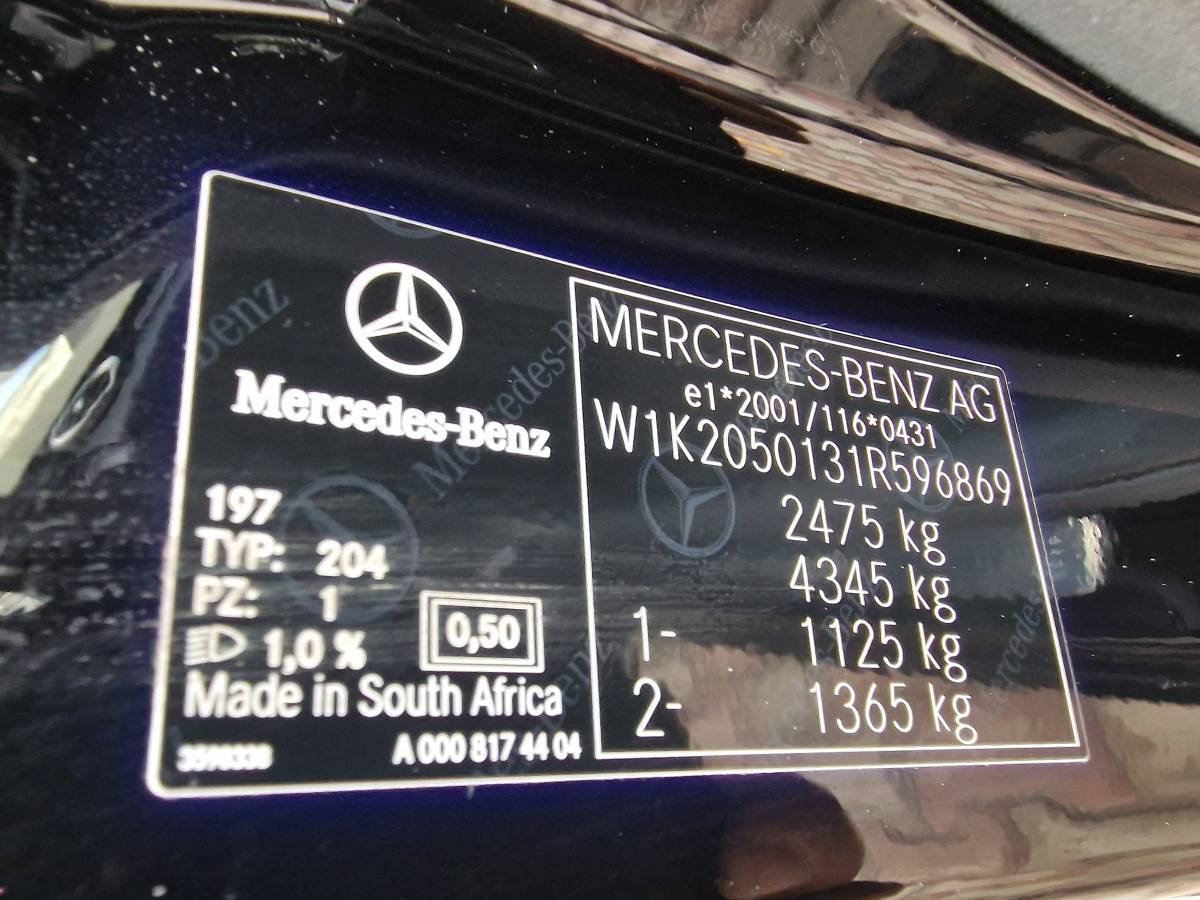 Mercedes-Benz
197
TYP: 204
PZ: 1
1,0 %
0,50
Made in South Africa
3598338
A 000 817 44 04
MERCEDES-BENZ AG
e1*2001/116*0431
W1K2050131R596869
2475 kg
4345 kg
1- 1125 kg
2- 1365 kg